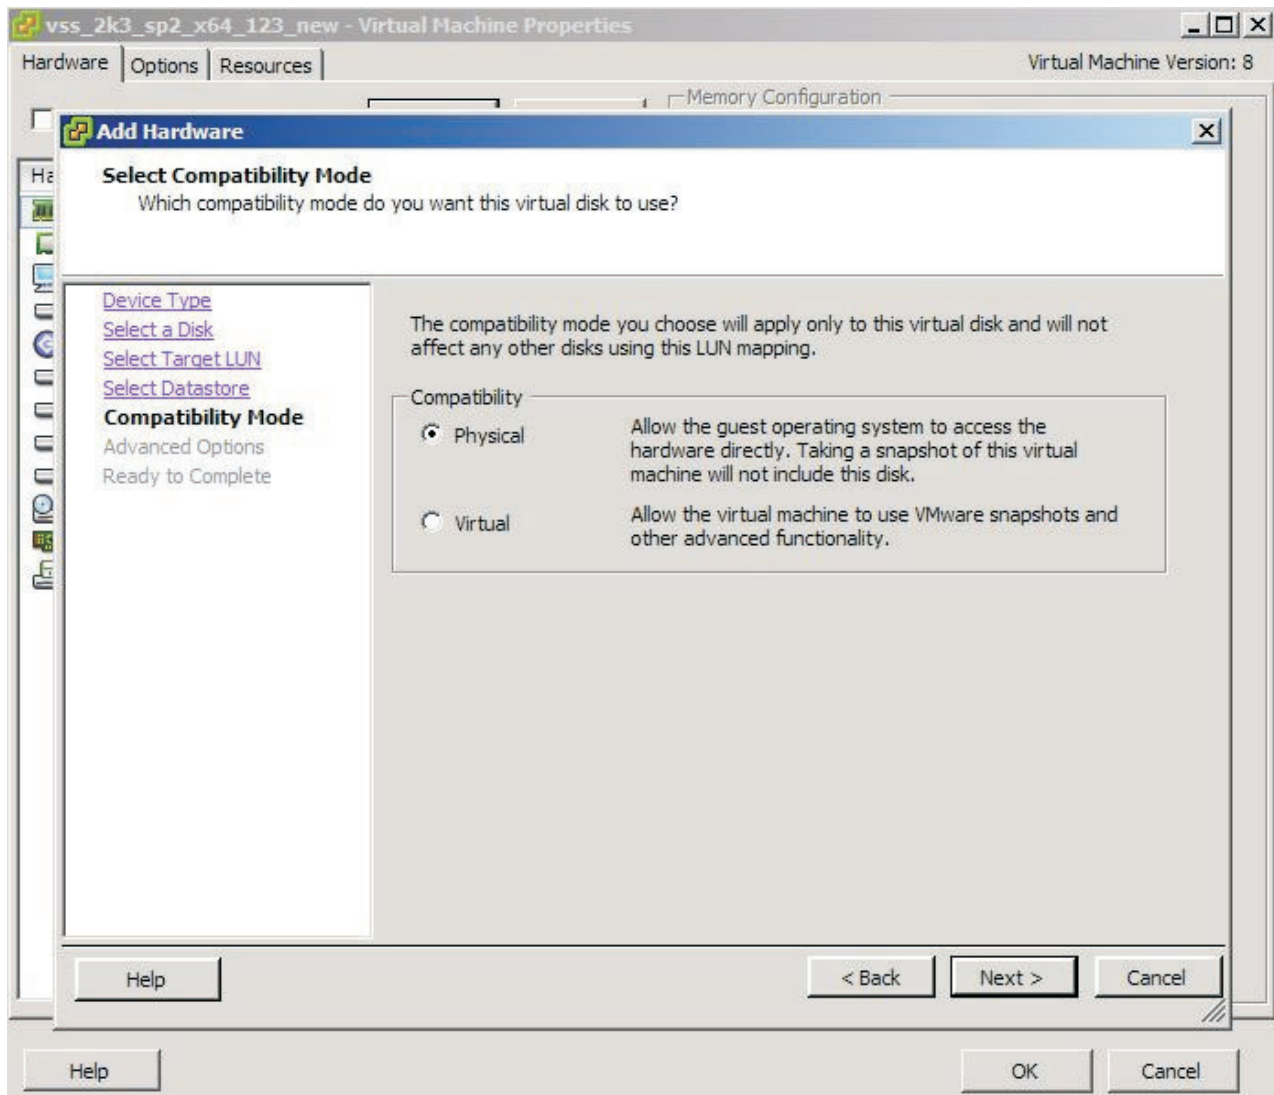 vss_2k3_sp2_x64_123_new - Virtual Machine Properties
Hardware Options Resources Virtual Machine Version: 8
Memory Configuration
Add Hardware
Select Compatibility Mode
Which compatibility mode do you want this virtual disk to use?
Device Type
Select a Disk
Select Target LUN
Select Datastore
Compatibility Mode
Advanced Options
Ready to Complete
The compatibility mode you choose will apply only to this virtual disk and will not
affect any other disks using this LUN mapping.
Compatibility
Physical
Allow the guest operating system to access the
hardware directly. Taking a snapshot of this virtual
machine will not include this disk.
Virtual
Allow the virtual machine to use VMware snapshots and
other advanced functionality.
Help < Back Next > Cancel
Help OK Cancel